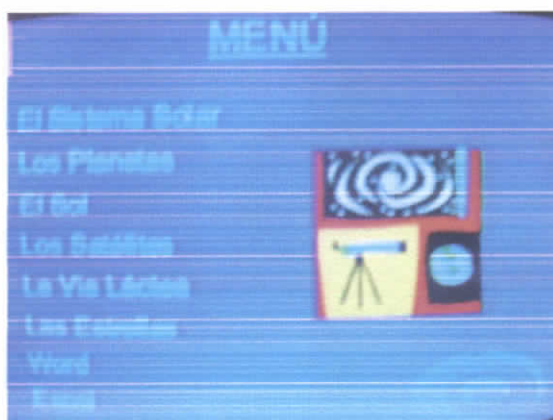 MENÚ
El Sistema Solar
Los Planetas
El Sol
Los Satélites
La Vía Láctea
Las Estrellas
Word